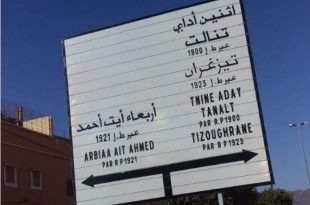 اثنين أداي
تنالت
عبر ط.إ 1900
تيزغران
عبر ط.إ 1923
TNINE ADAY
TANALT
PAR R P 1900
TIZOUGHRANE
PAR R P 1923
أربعاء أيت أحمد
عبر ط.إ 1921
ARBIAA AIT AHMED
PAR R P 1921